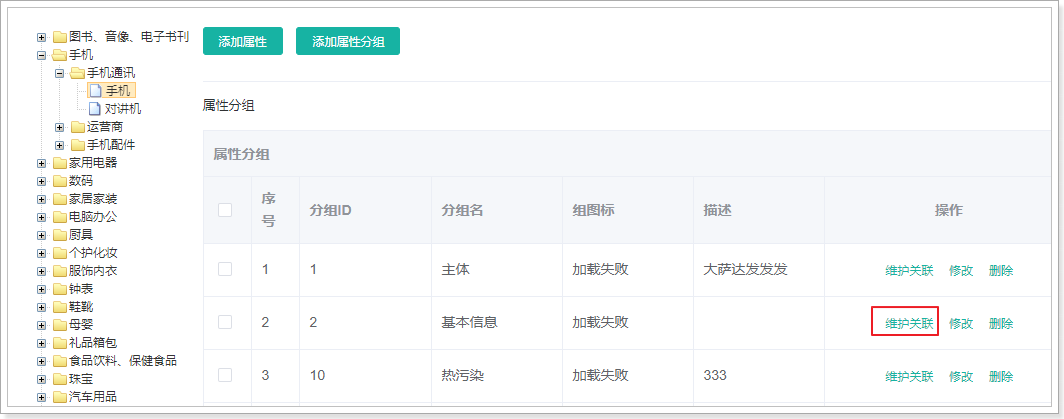 图书、音像、电子书刊
手机
手机通讯
手机
对讲机
运营商
手机配件
家用电器
数码
家居家装
电脑办公
厨具
个护化妆
服饰内衣
钟表
鞋靴
母婴
礼品箱包
食品饮料、保健食品
珠宝
汽车用品
添加属性 添加属性分组
属性分组
属性分组
序号 分组ID 分组名 组图标 描述 操作
1 1 主体 加载失败 大萨达发发发 维护关联 修改 删除
2 2 基本信息 加载失败 维护关联 修改 删除
3 10 热污染 加载失败 333 维护关联 修改 删除